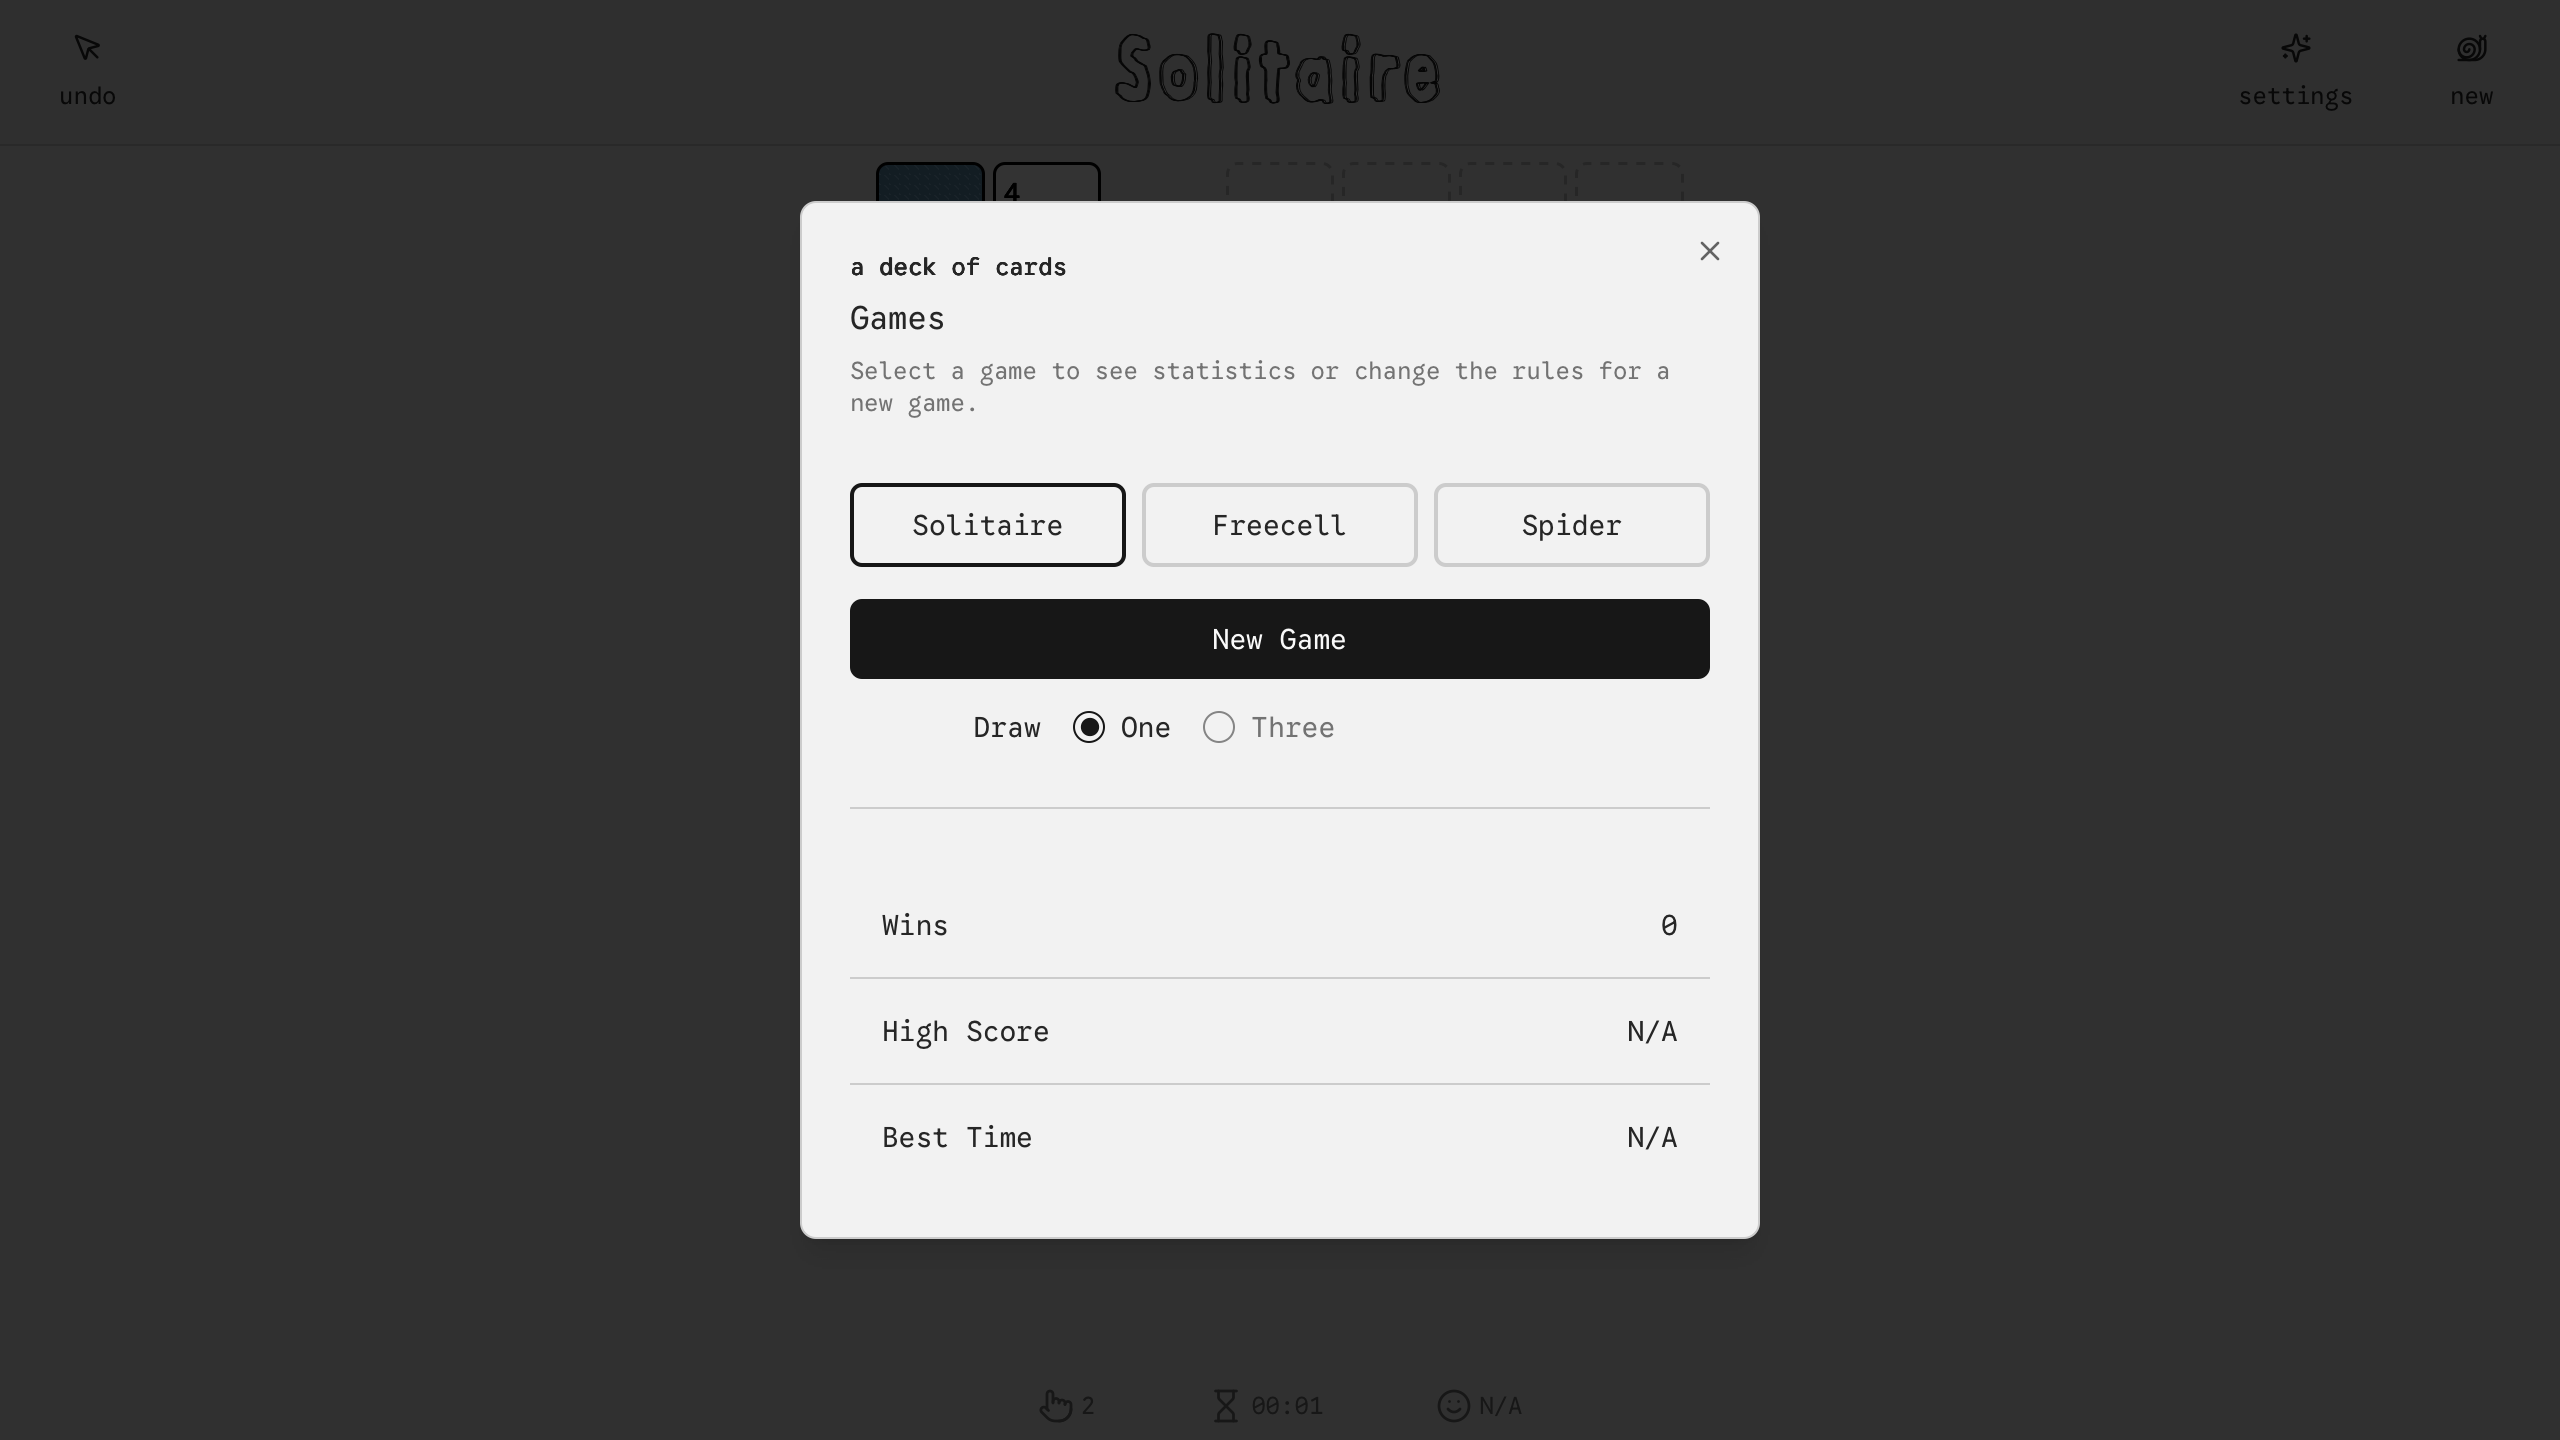 undo
Solitaire
settings
new
4
a deck of cards
Games
Select a game to see statistics or change the rules for a
new game.
Solitaire
Freecell
Spider
New Game
Draw
One
Three
Wins
0
High Score
N/A
Best Time
N/A
2
00:01
N/A